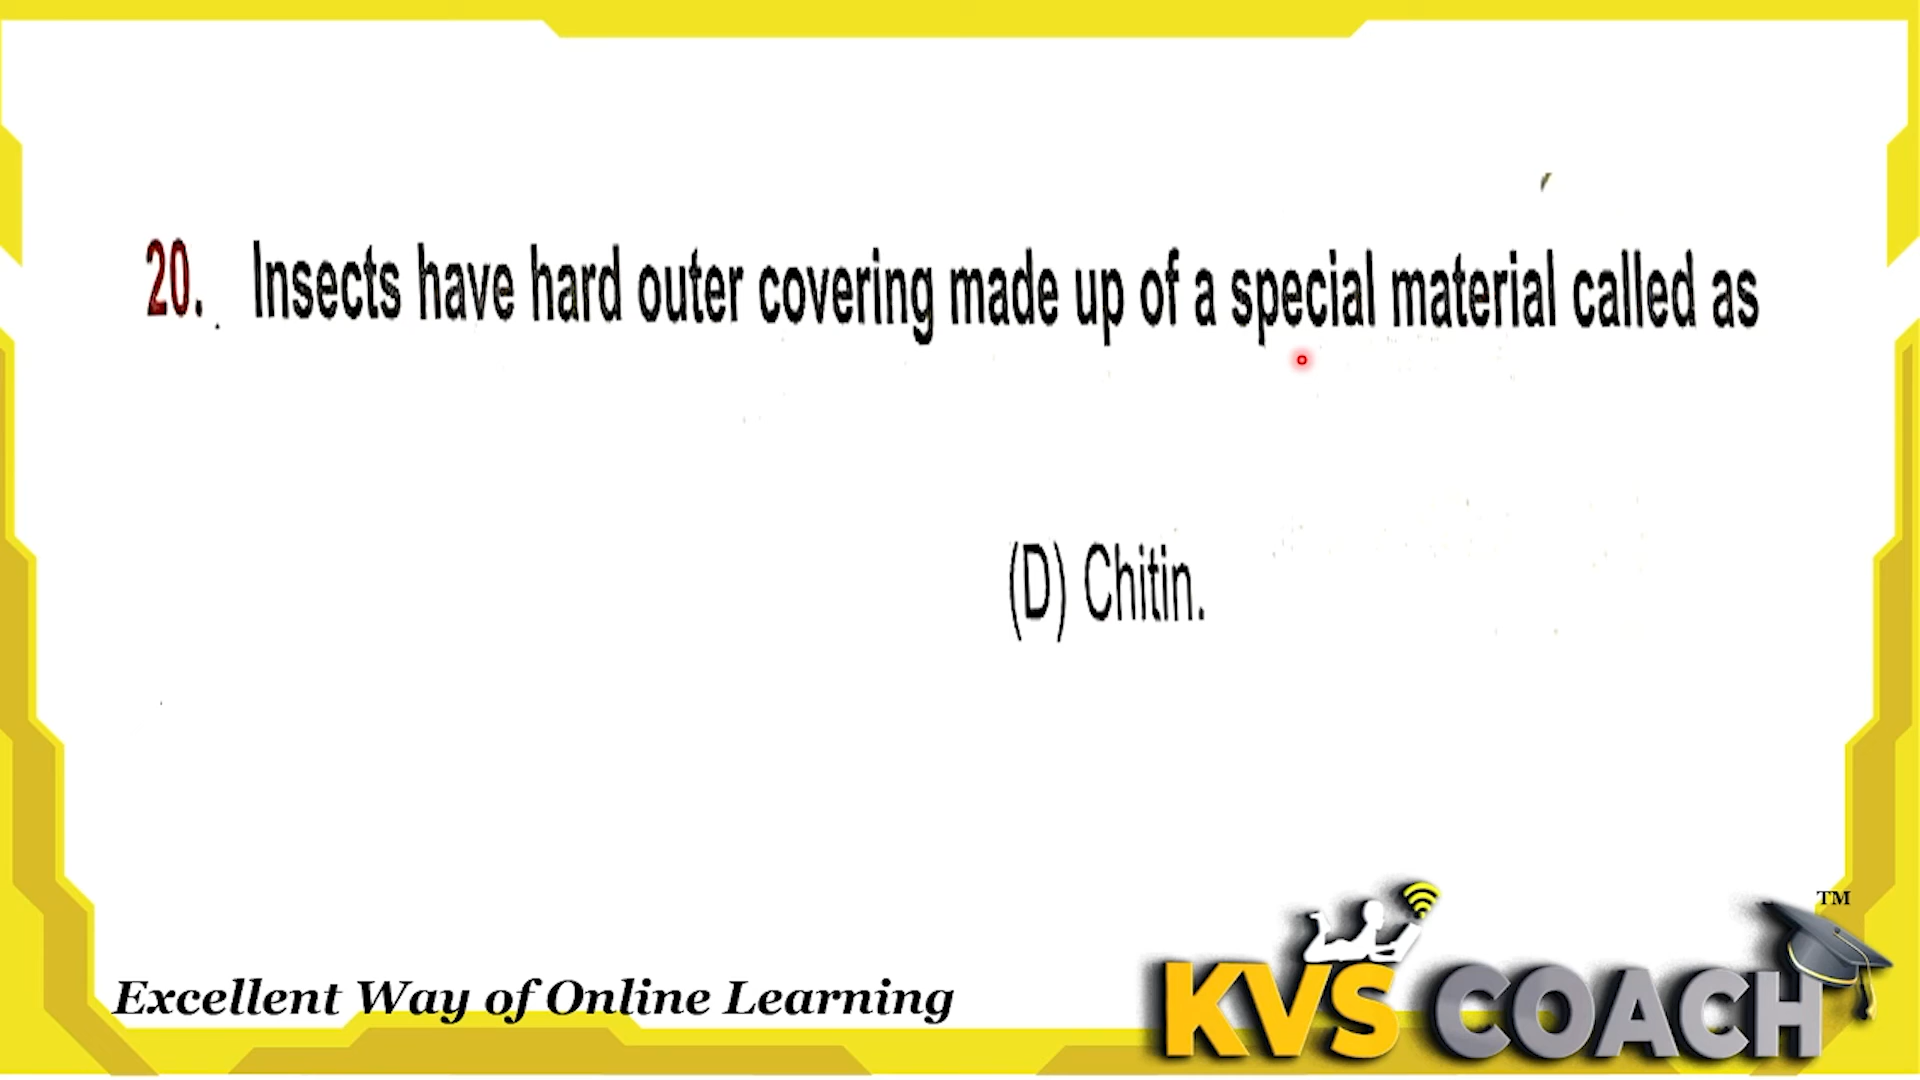 20. Insects have hard outer covering made up of a special material called as
(D) Chitin.
Excellent Way of Online Learning
KVS COACH
TM